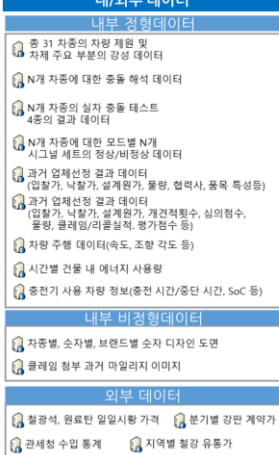 내/외부 데이터
내부 정형데이터
총 31 차종의 차량 제원 및
차체 주요 부분의 강성 데이터
N개 차종에 대한 충돌 해석 데이터
N개 차종의 실차 충돌 테스트
4종의 결과 데이터
N개 차종에 대한 모드별 N개
시그널 세트의 정상/비정상 데이터
과거 업체선정 결과 데이터
(입찰가, 낙찰가, 설계원가, 물량, 협력사, 품목 특성등)
과거 업체선정 결과 데이터
(입찰가, 낙찰가, 설계원가, 개건적횟수, 심의점수,
물량, 클레임/리콜실적. 평가점수 등)
차량 주행 데이터(속도, 조향 각도 등)
시간별 건물 내 에너지 사용량
충전기 사용 차량 정보(충전 시간/중단 시간, SoC 등)
내부 비정형데이터
차종별, 숫자별, 브랜드별 숫자 디자인 도면
클레임 첨부 과거 마일리지 이미지
외부 데이터
철광석, 원료탄 일일시황 가격 분기별 강판 계약가
관세청 수입 통계 지역별 철강 유통가